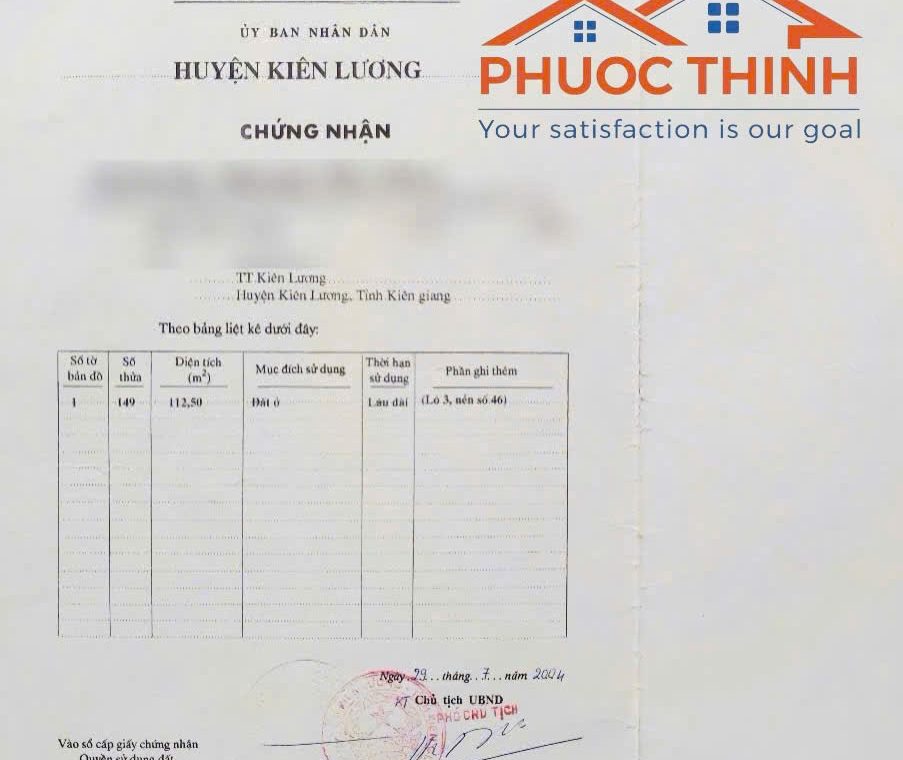 ỦY BAN NHÂN DÂN
HUYỆN KIÊN LƯƠNG
PHUOC THINH
Your satisfaction is our goal
CHỨNG NHẬN
TT Kiên Lương
Huyện Kiên Lương, Tỉnh Kiên giang
Theo bảng liệt kê dưới đây:
Số tờ bản đồ Số thửa Diện tích (m²) Mục đích sử dụng Thời hạn sử dụng Phần ghi thêm
1 149 112,50 Đất ở Lâu dài (Lô 3, nền số 46)
Ngày 29 tháng 7 năm 2004
KT Chủ tịch UBND
PHÓ CHỦ TỊCH
Vào sổ cấp giấy chứng nhận
Quyền sử dụng đất